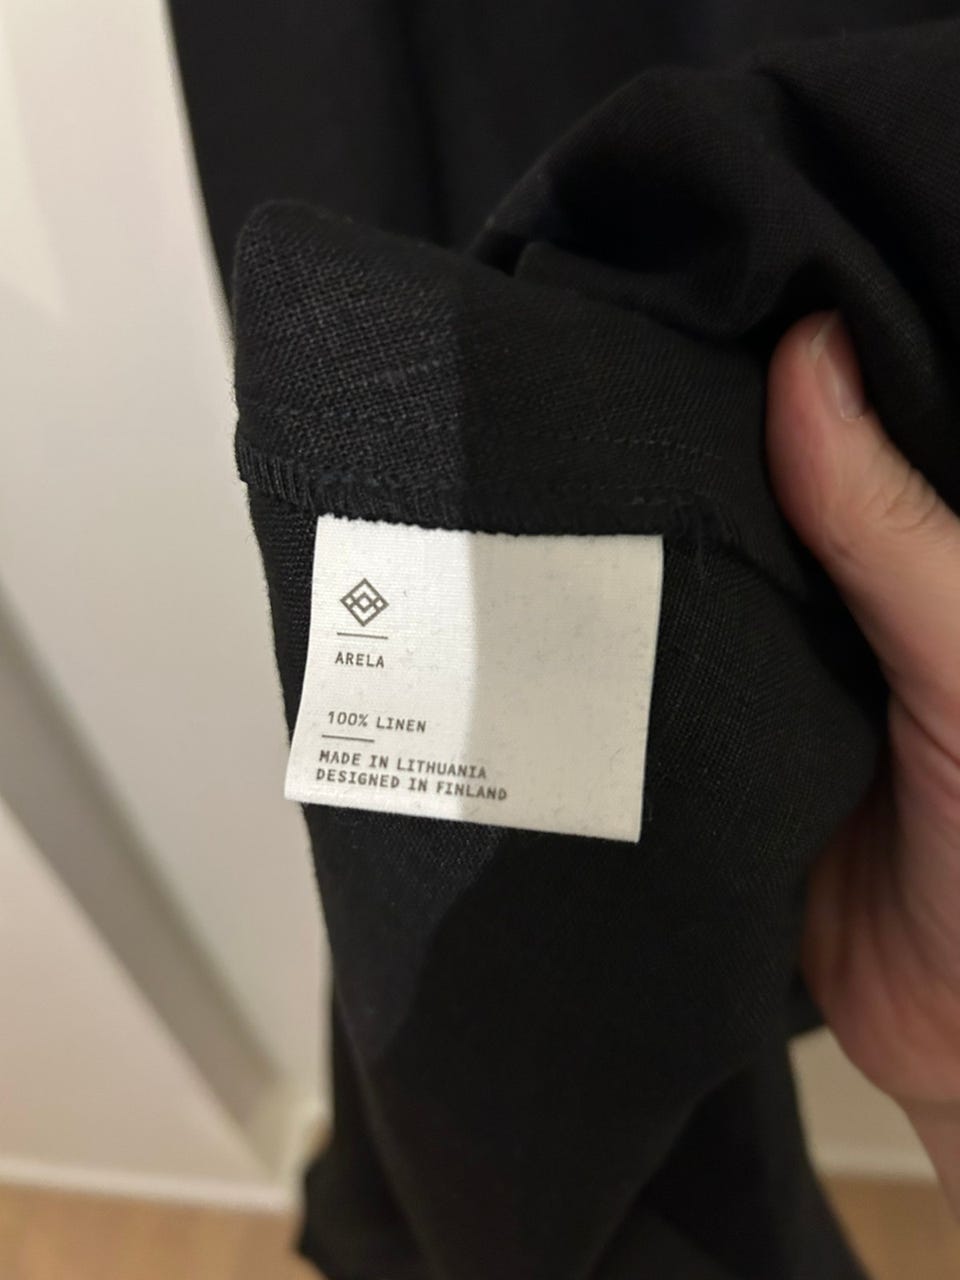 ARELA
100% LINEN
MADE IN LITHUANIA
DESIGNED IN FINLAND